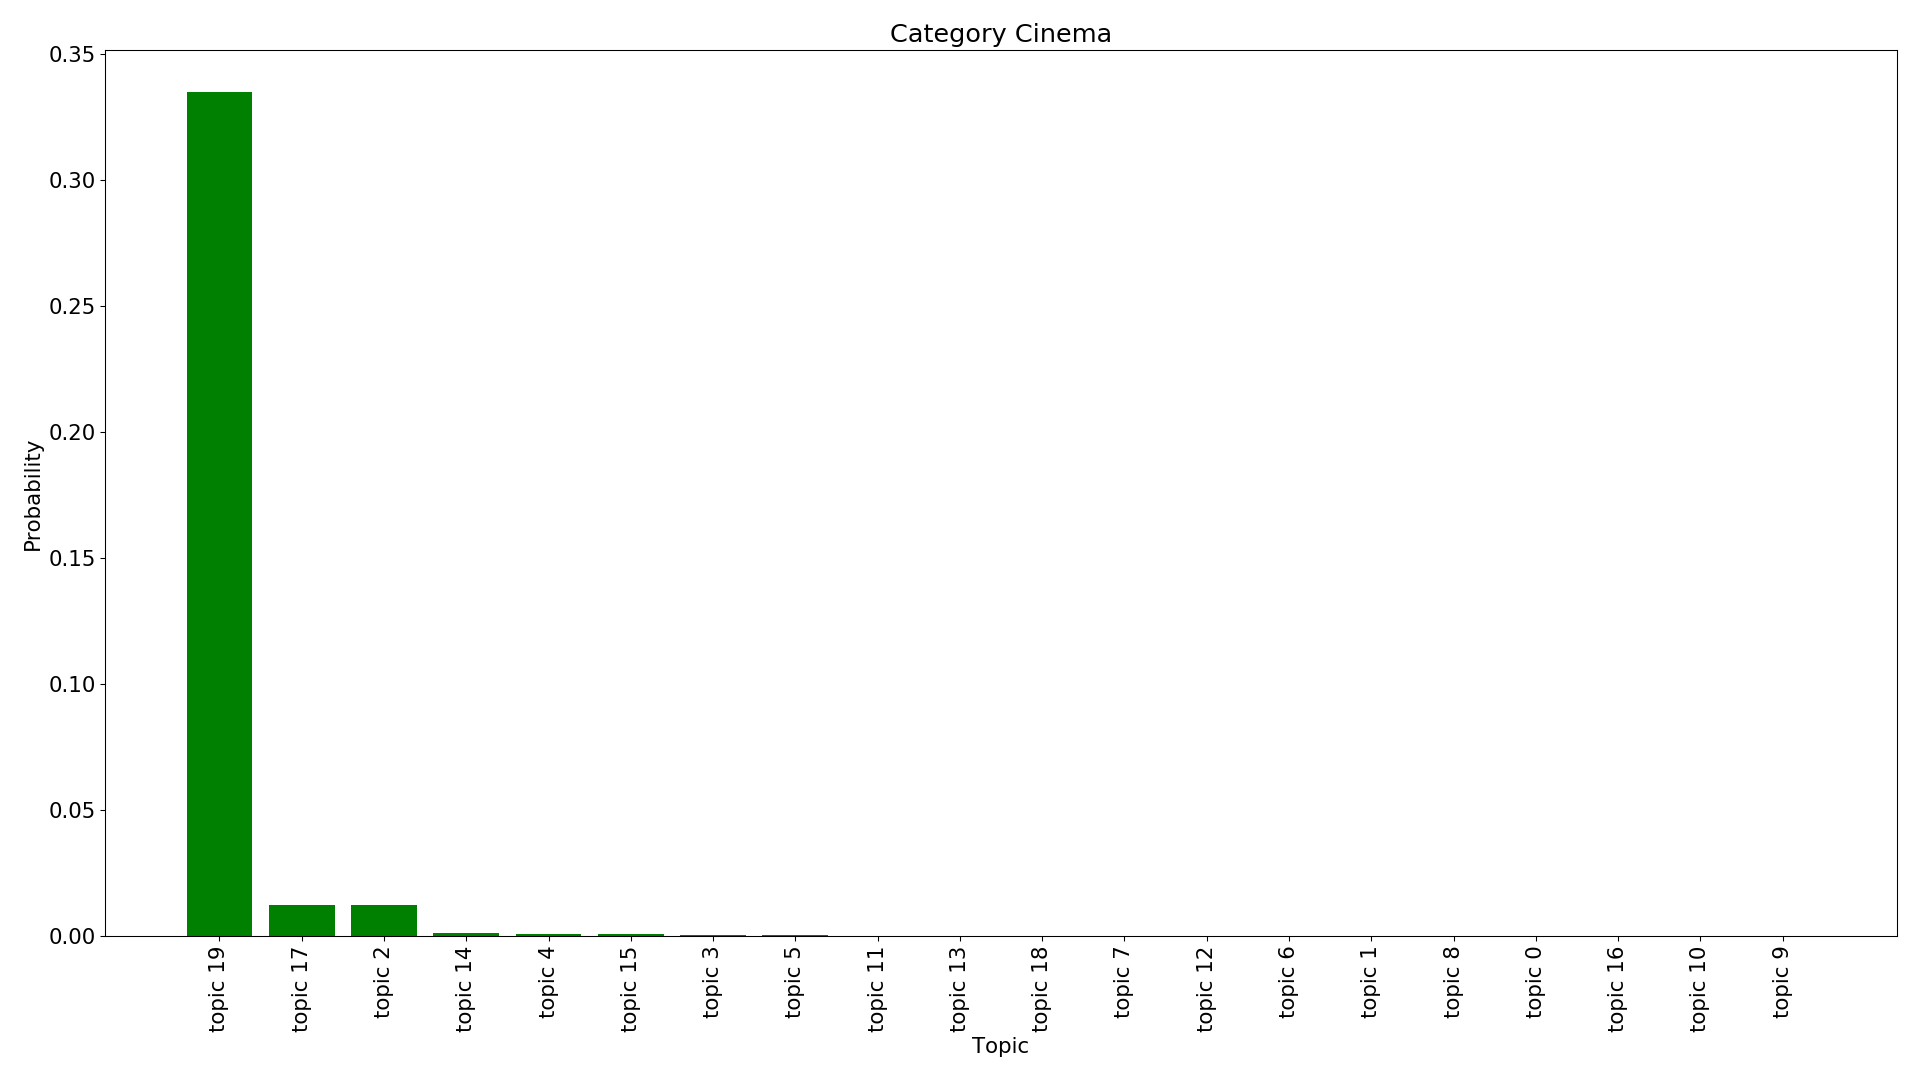 Category Cinema
0.35
0.30
0.25
0.20
0.15
0.10
0.05
0.00
Probability
topic 19
topic 17
topic 2
topic 14
topic 4
topic 15
topic 3
topic 5
topic 11
topic 13
topic 18
topic 7
topic 12
topic 6
topic 1
topic 8
topic 0
topic 16
topic 10
topic 9
Topic